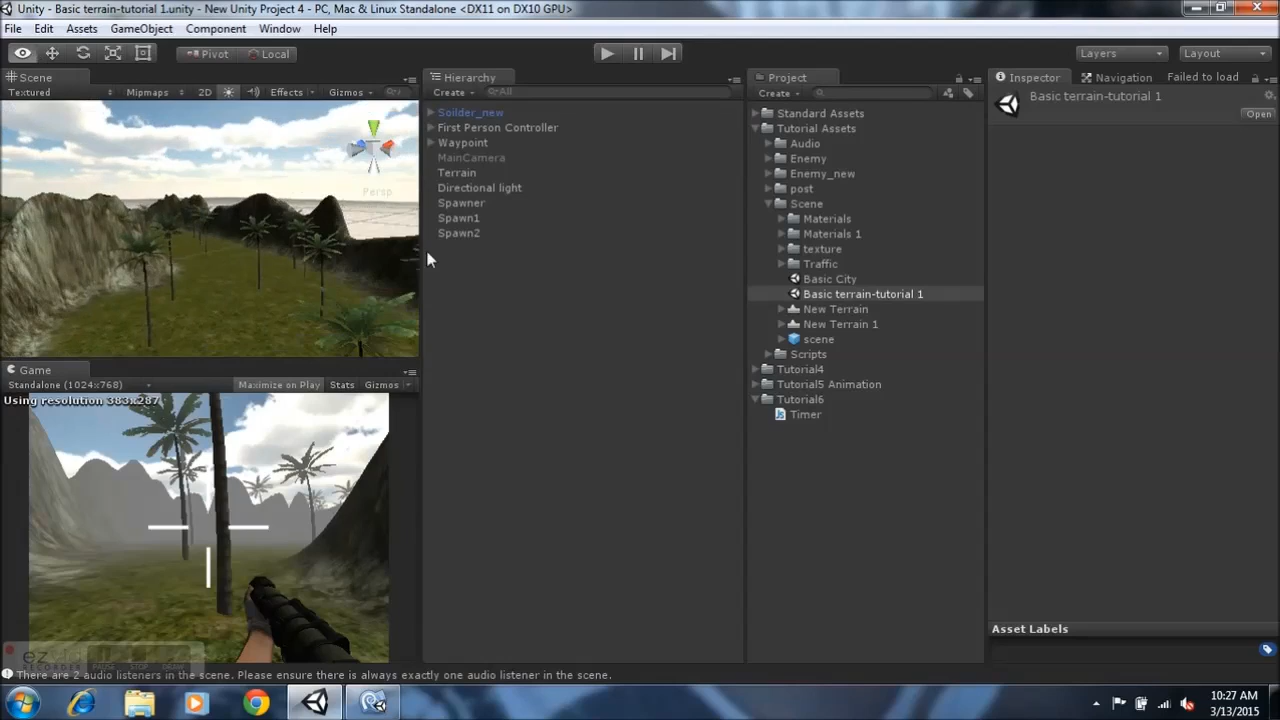 Unity - Basic terrain-tutorial 1.unity - New Unity Project 4 - PC, Mac & Linux Standalone <DX11 on DX10 GPU>
File Edit Assets GameObject Component Window Help
Pivot Local Layers Layout
Scene
Textured Mipmaps 2D Effects Gizmos All
Persp
Game
Standalone (1024x768) Maximize on Play Stats Gizmos
Using resolution 383x287
Hierarchy
Create All
Soilder_new
First Person Controller
Waypoint
MainCamera
Terrain
Directional light
Spawner
Spawn1
Spawn2
Project
Create
Standard Assets
Tutorial Assets
Audio
Enemy
Enemy_new
post
Scene
Materials
Materials 1
texture
Traffic
Basic City
Basic terrain-tutorial 1
New Terrain
New Terrain 1
scene
Scripts
Tutorial4
Tutorial5 Animation
Tutorial6
Timer
Inspector Navigation Failed to load
Basic terrain-tutorial 1
Open
Asset Labels
RECORDER PAUSE STOP DRAW
There are 2 audio listeners in the scene. Please ensure there is always exactly one audio listener in the scene.
10:27 AM
3/13/2015